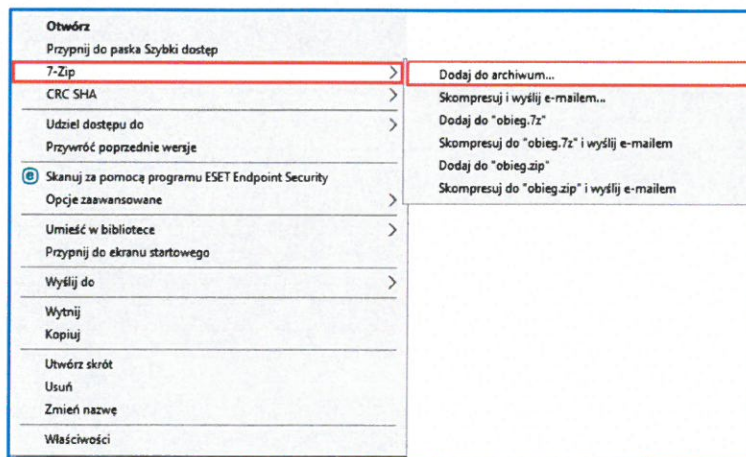 Otwórz
Przypnij do paska Szybki dostęp
7-Zip
CRC SHA
Udziel dostępu do
Przywróć poprzednie wersje
Skanuj za pomocą programu ESET Endpoint Security
Opcje zaawansowane
Umieść w bibliotece
Przypnij do ekranu startowego
Wyślij do
Wytnij
Kopiuj
Utwórz skrót
Usuń
Zmień nazwę
Właściwości
Dodaj do archiwum...
Skompresuj i wyślij e-mailem...
Dodaj do "obieg.7z"
Skompresuj do "obieg.7z" i wyślij e-mailem
Dodaj do "obieg.zip"
Skompresuj do "obieg.zip" i wyślij e-mailem